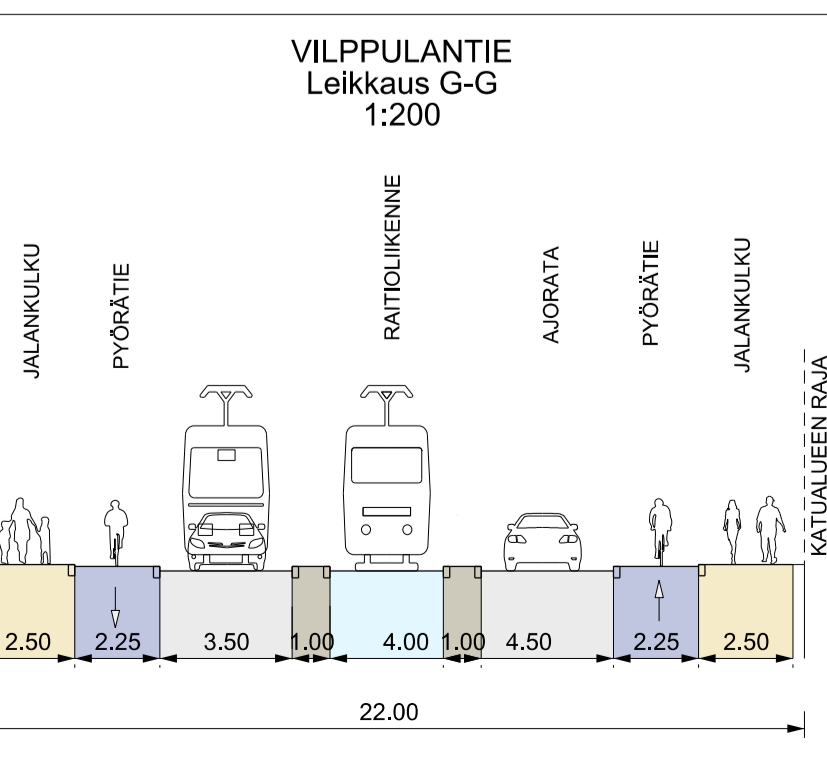 VILPPULANTIE
Leikkaus G-G
1:200
JALANKULKU
PYÖRÄTIE
RAITIOLIIKENNE
AJORATA
PYÖRÄTIE
JALANKULKU
KATUALUEEN RAJA
2.50 2.25 3.50 1.00 4.00 1.00 4.50 2.25 2.50
22.00